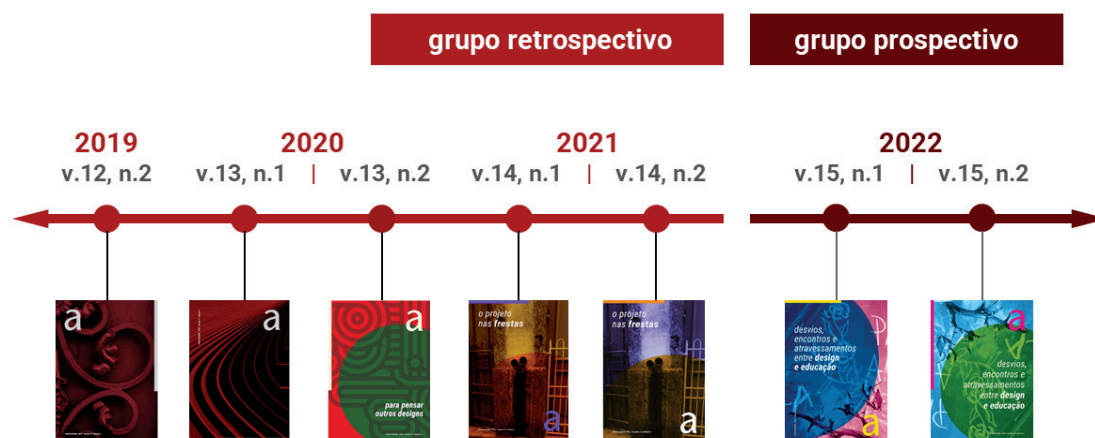 grupo retrospectivo
grupo prospectivo
2019
2020
2021
2022
v.12, n.2
v.13, n.1 | v.13, n.2
v.14, n.1 | v.14, n.2
v.15, n.1 | v.15, n.2
a
a
a
para pensar
outros designs
o projeto
nas frestas
a
o projeto
nas frestas
a
desvios,
encontros e
atravessamentos
entre design
e educação
a
a
desvios,
encontros e
atravessamentos
entre design
e educação